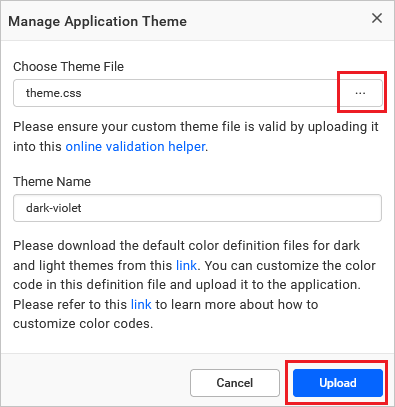 Manage Application Theme
Choose Theme File
theme.css
...
Please ensure your custom theme file is valid by uploading it
into this online validation helper.
Theme Name
dark-violet
Please download the default color definition files for dark
and light themes from this link. You can customize the color
code in this definition file and upload it to the application.
Please refer to this link to learn more about how to
customize color codes.
Cancel
Upload